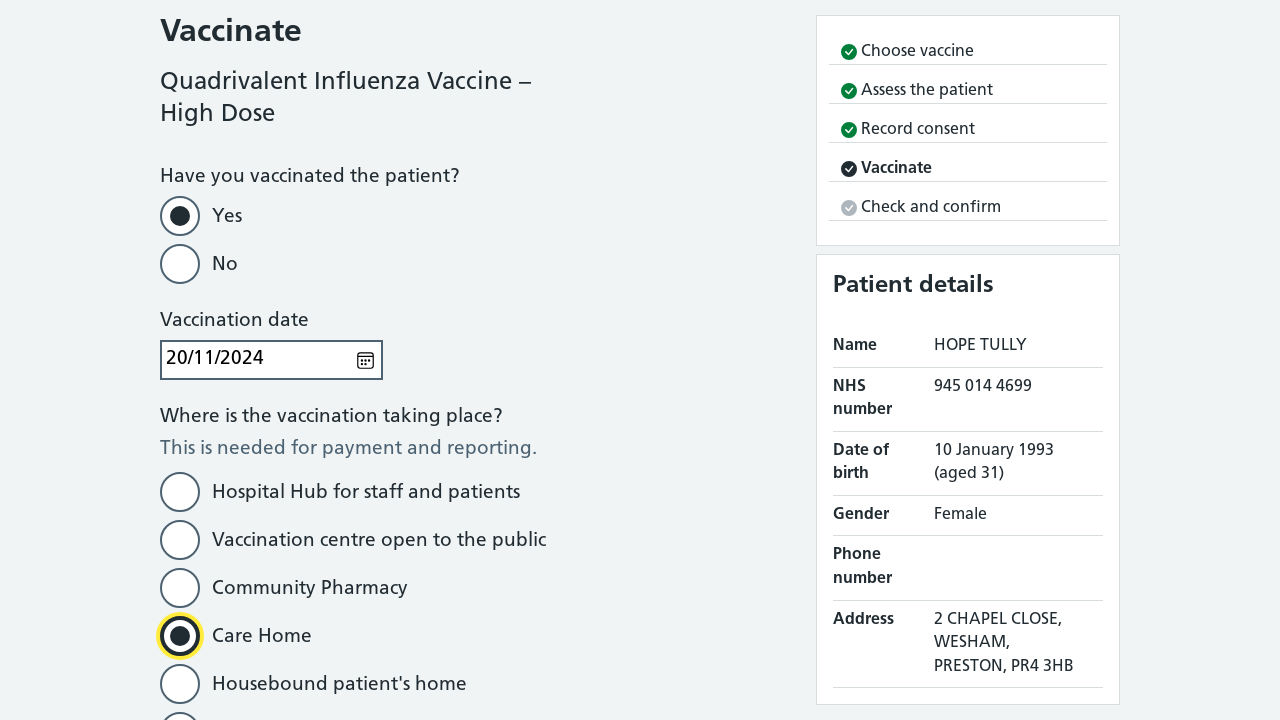 Vaccinate
Quadrivalent Influenza Vaccine –
High Dose
Have you vaccinated the patient?
Yes
No
Vaccination date
20/11/2024
Where is the vaccination taking place?
This is needed for payment and reporting.
Hospital Hub for staff and patients
Vaccination centre open to the public
Community Pharmacy
Care Home
Housebound patient's home
Choose vaccine
Assess the patient
Record consent
Vaccinate
Check and confirm
Patient details
Name HOPE TULLY
NHS number 945 014 4699
Date of birth 10 January 1993 (aged 31)
Gender Female
Phone number
Address 2 CHAPEL CLOSE,
WESHAM,
PRESTON, PR4 3HB